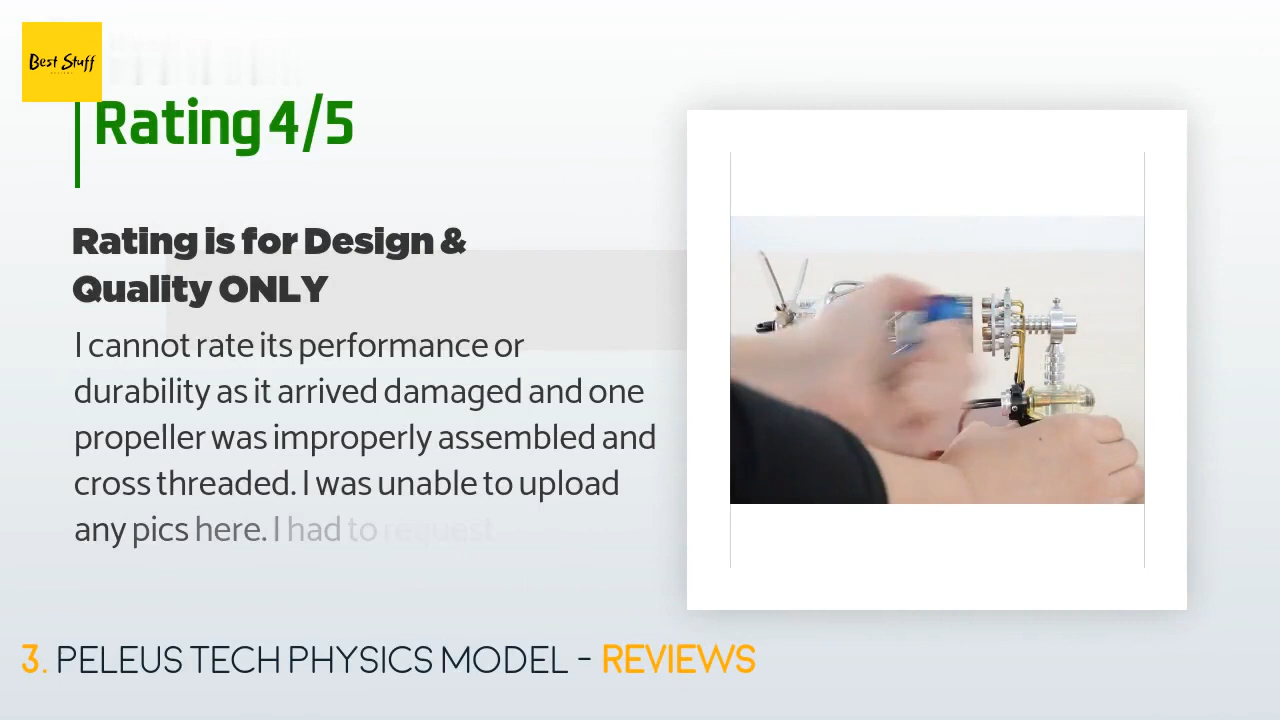 Best Stuff
Rating 4/5
Rating is for Design &
Quality ONLY
I cannot rate its performance or
durability as it arrived damaged and one
propeller was improperly assembled and
cross threaded. I was unable to upload
any pics here. I had to request
3. PELEUS TECH PHYSICS MODEL - REVIEWS